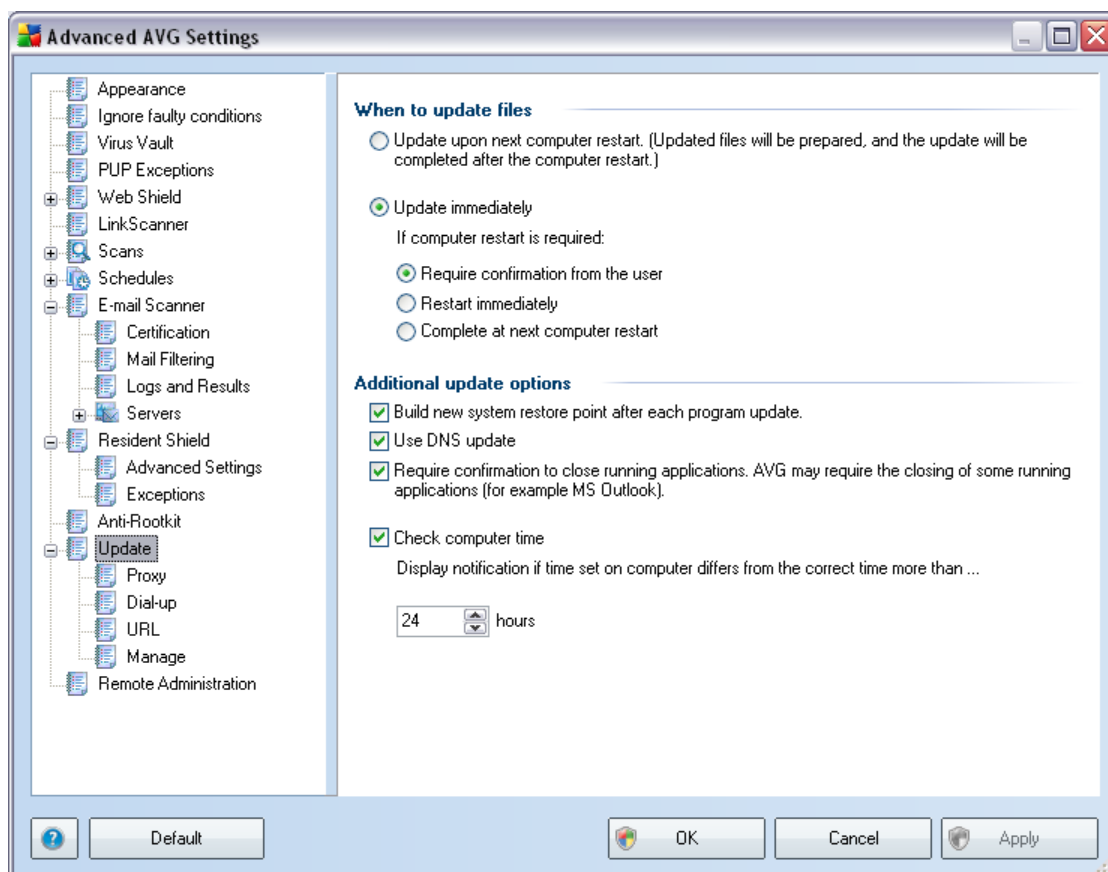 Advanced AVG Settings
Appearance
Ignore faulty conditions
Virus Vault
PUP Exceptions
Web Shield
LinkScanner
Scans
Schedules
E-mail Scanner
Certification
Mail Filtering
Logs and Results
Servers
Resident Shield
Advanced Settings
Exceptions
Anti-Rootkit
Update
Proxy
Dial-up
URL
Manage
Remote Administration
When to update files
Update upon next computer restart. (Updated files will be prepared, and the update will be
completed after the computer restart.)
Update immediately
If computer restart is required:
Require confirmation from the user
Restart immediately
Complete at next computer restart
Additional update options
Build new system restore point after each program update.
Use DNS update
Require confirmation to close running applications. AVG may require the closing of some running
applications (for example MS Outlook).
Check computer time
Display notification if time set on computer differs from the correct time more than ...
24 hours
? Default OK Cancel Apply